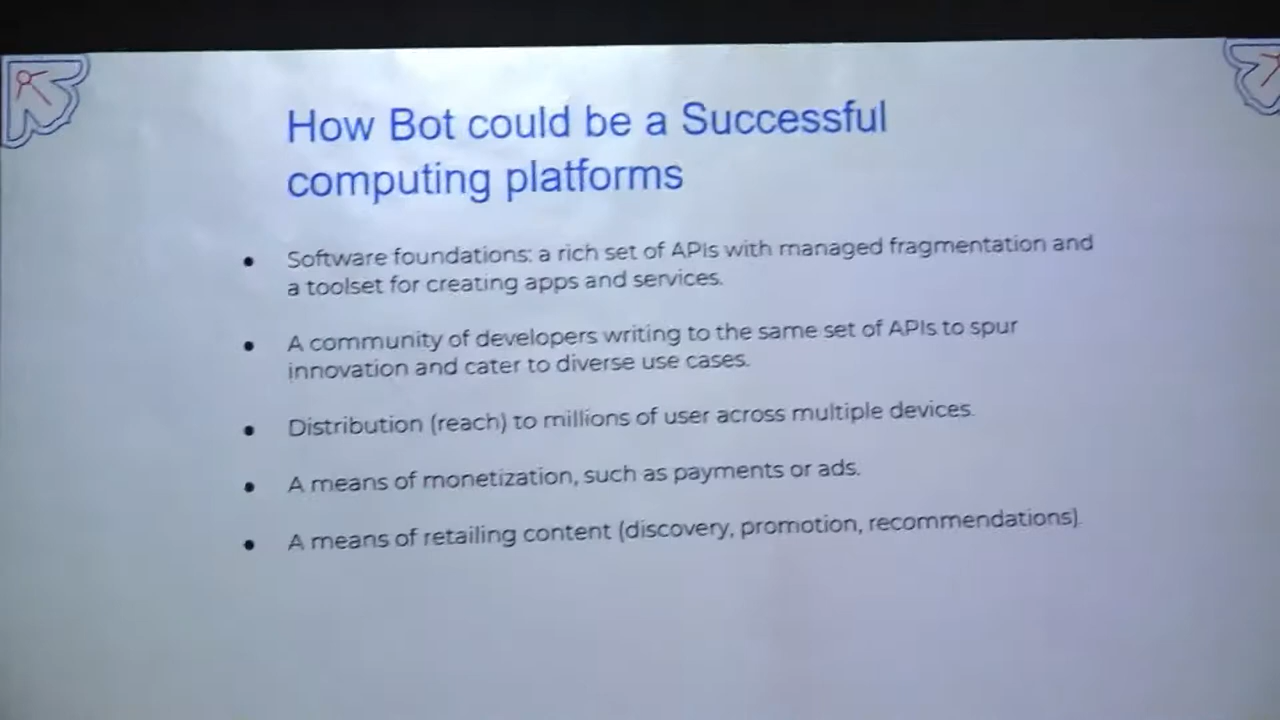 How Bot could be a Successful
computing platforms
• Software foundations: a rich set of APIs with managed fragmentation and
a toolset for creating apps and services.
• A community of developers writing to the same set of APIs to spur
innovation and cater to diverse use cases.
• Distribution (reach) to millions of user across multiple devices.
• A means of monetization, such as payments or ads.
• A means of retailing content (discovery, promotion, recommendations).